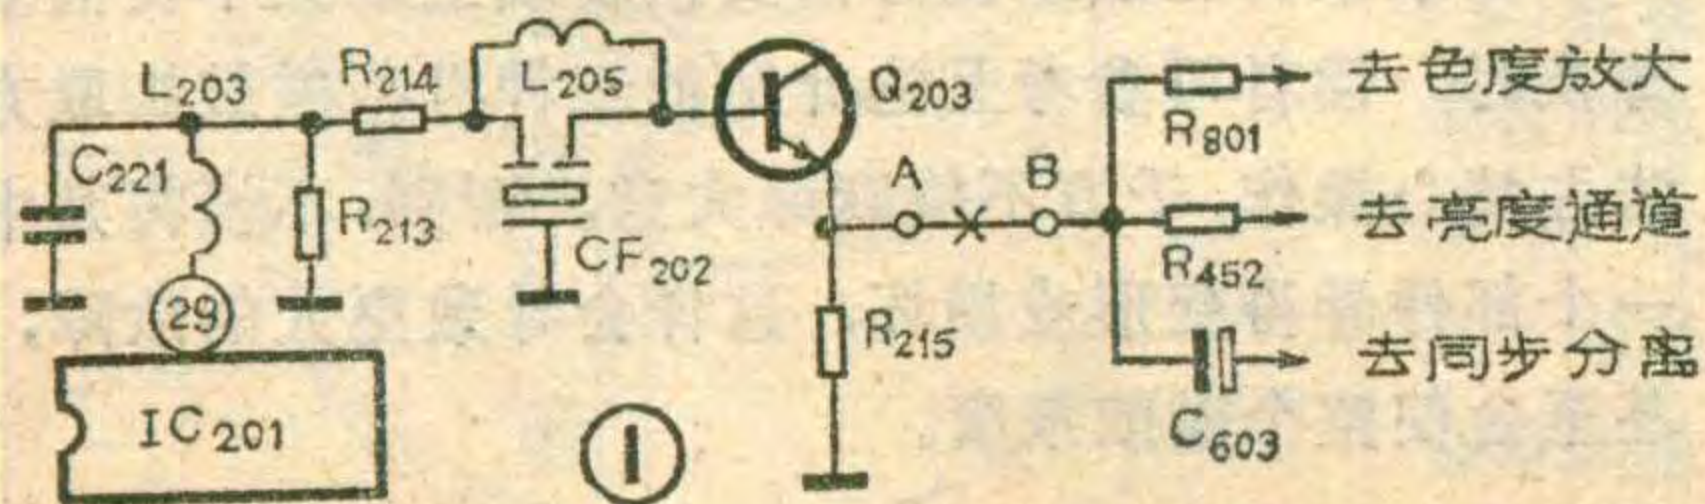 L203
R214
L205
Q203
C221
R213
CF202
29
IC201
A
B
R215
R801
去色度放大
R452
去亮度通道
C603
去同步分离
1